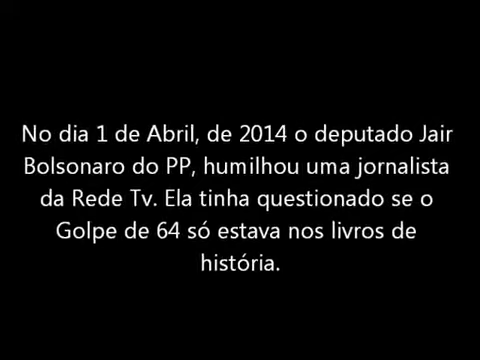 No dia 1 de Abril, de 2014 o deputado Jair
Bolsonaro do PP, humilhou uma jornalista
da Rede Tv. Ela tinha questionado se o
Golpe de 64 só estava nos livros de
história.